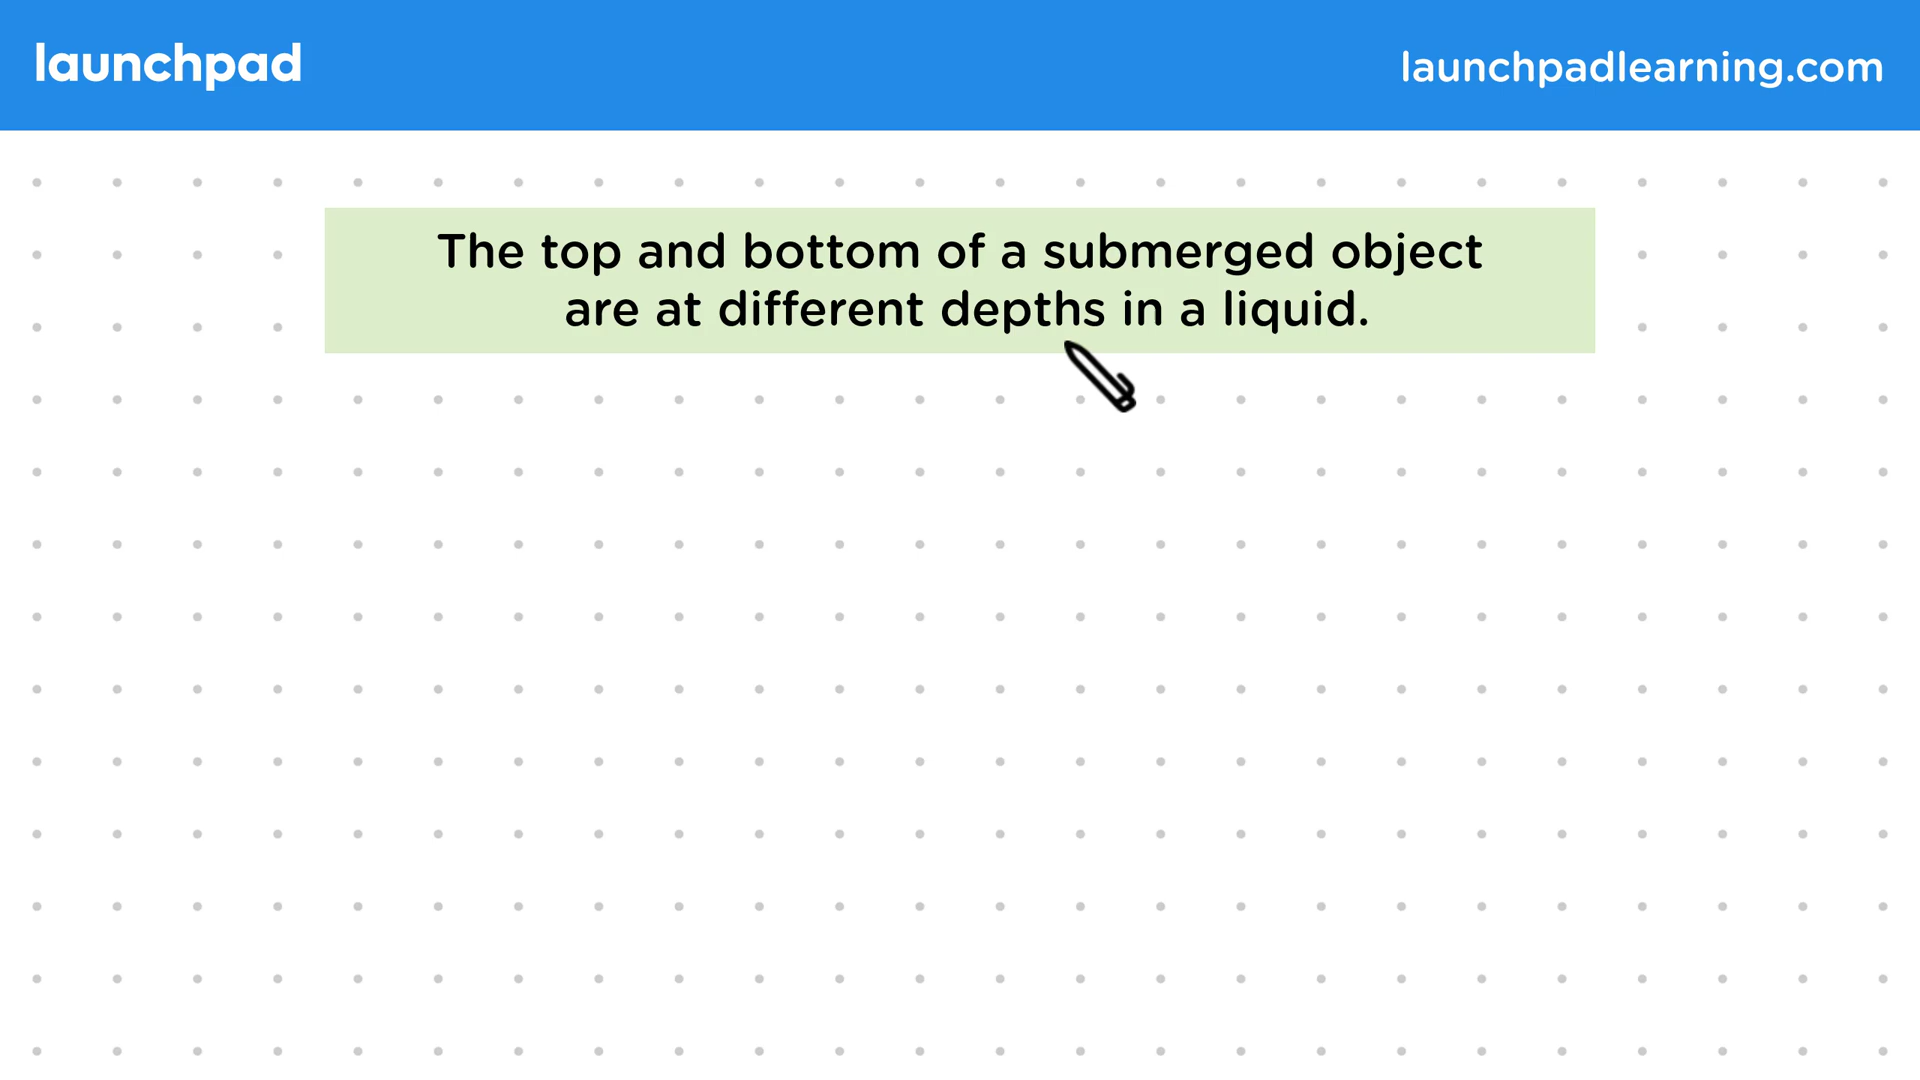 launchpad
launchpadlearning.com
The top and bottom of a submerged object
are at different depths in a liquid.